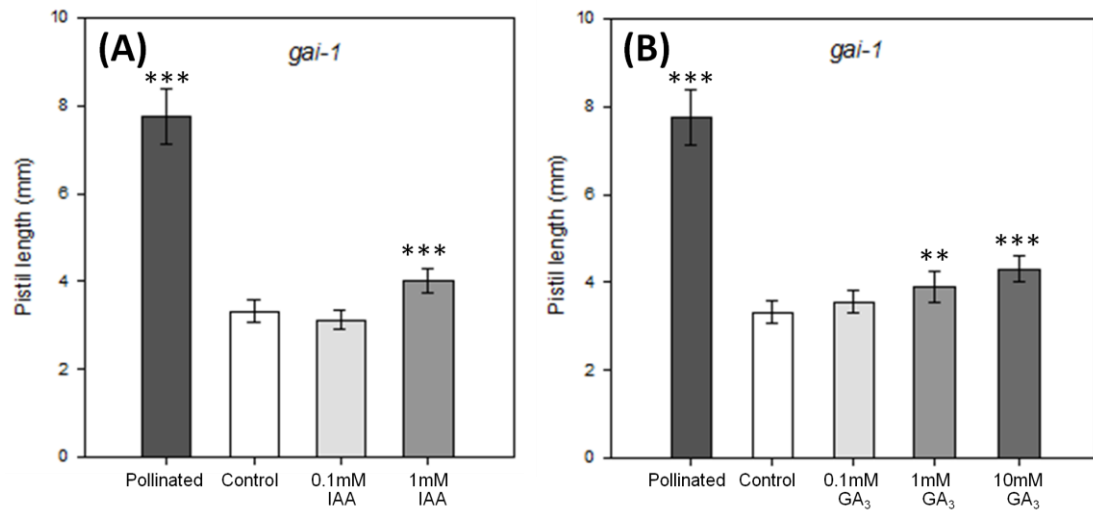 (A)
gai-1
Pistil length (mm)
10
8
6
4
2
0
***
***
Pollinated Control 0.1mM 1mM
IAA IAA
(B)
gai-1
Pistil length (mm)
10
8
6
4
2
0
***
**
***
Pollinated Control 0.1mM 1mM 10mM
GA₃ GA₃ GA₃